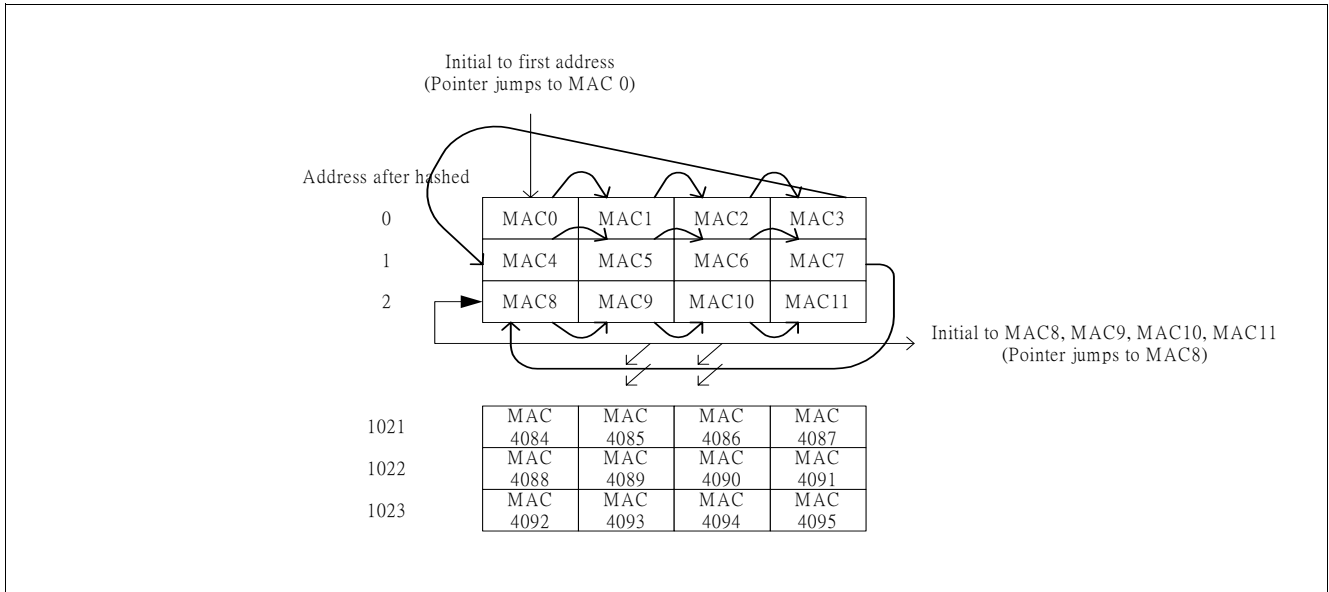 Initial to first address
(Pointer jumps to MAC 0)
Address after hashed
0 MAC0 MAC1 MAC2 MAC3
1 MAC4 MAC5 MAC6 MAC7
2 MAC8 MAC9 MAC10 MAC11
Initial to MAC8, MAC9, MAC10, MAC11
(Pointer jumps to MAC8)
1021 MAC 4084 MAC 4085 MAC 4086 MAC 4087
1022 MAC 4088 MAC 4089 MAC 4090 MAC 4091
1023 MAC 4092 MAC 4093 MAC 4094 MAC 4095